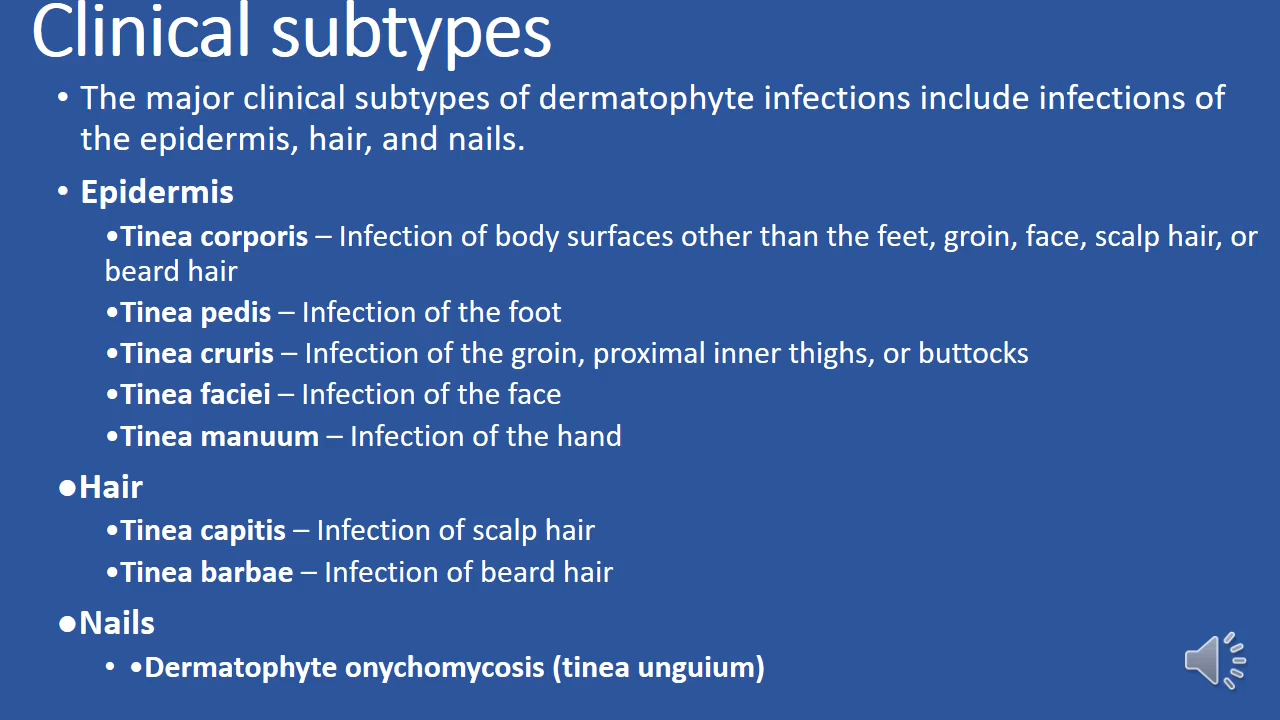 Clinical subtypes
• The major clinical subtypes of dermatophyte infections include infections of
the epidermis, hair, and nails.
• Epidermis
•Tinea corporis – Infection of body surfaces other than the feet, groin, face, scalp hair, or
beard hair
•Tinea pedis – Infection of the foot
•Tinea cruris – Infection of the groin, proximal inner thighs, or buttocks
•Tinea faciei – Infection of the face
•Tinea manuum – Infection of the hand
●Hair
•Tinea capitis – Infection of scalp hair
•Tinea barbae – Infection of beard hair
●Nails
• •Dermatophyte onychomycosis (tinea unguium)